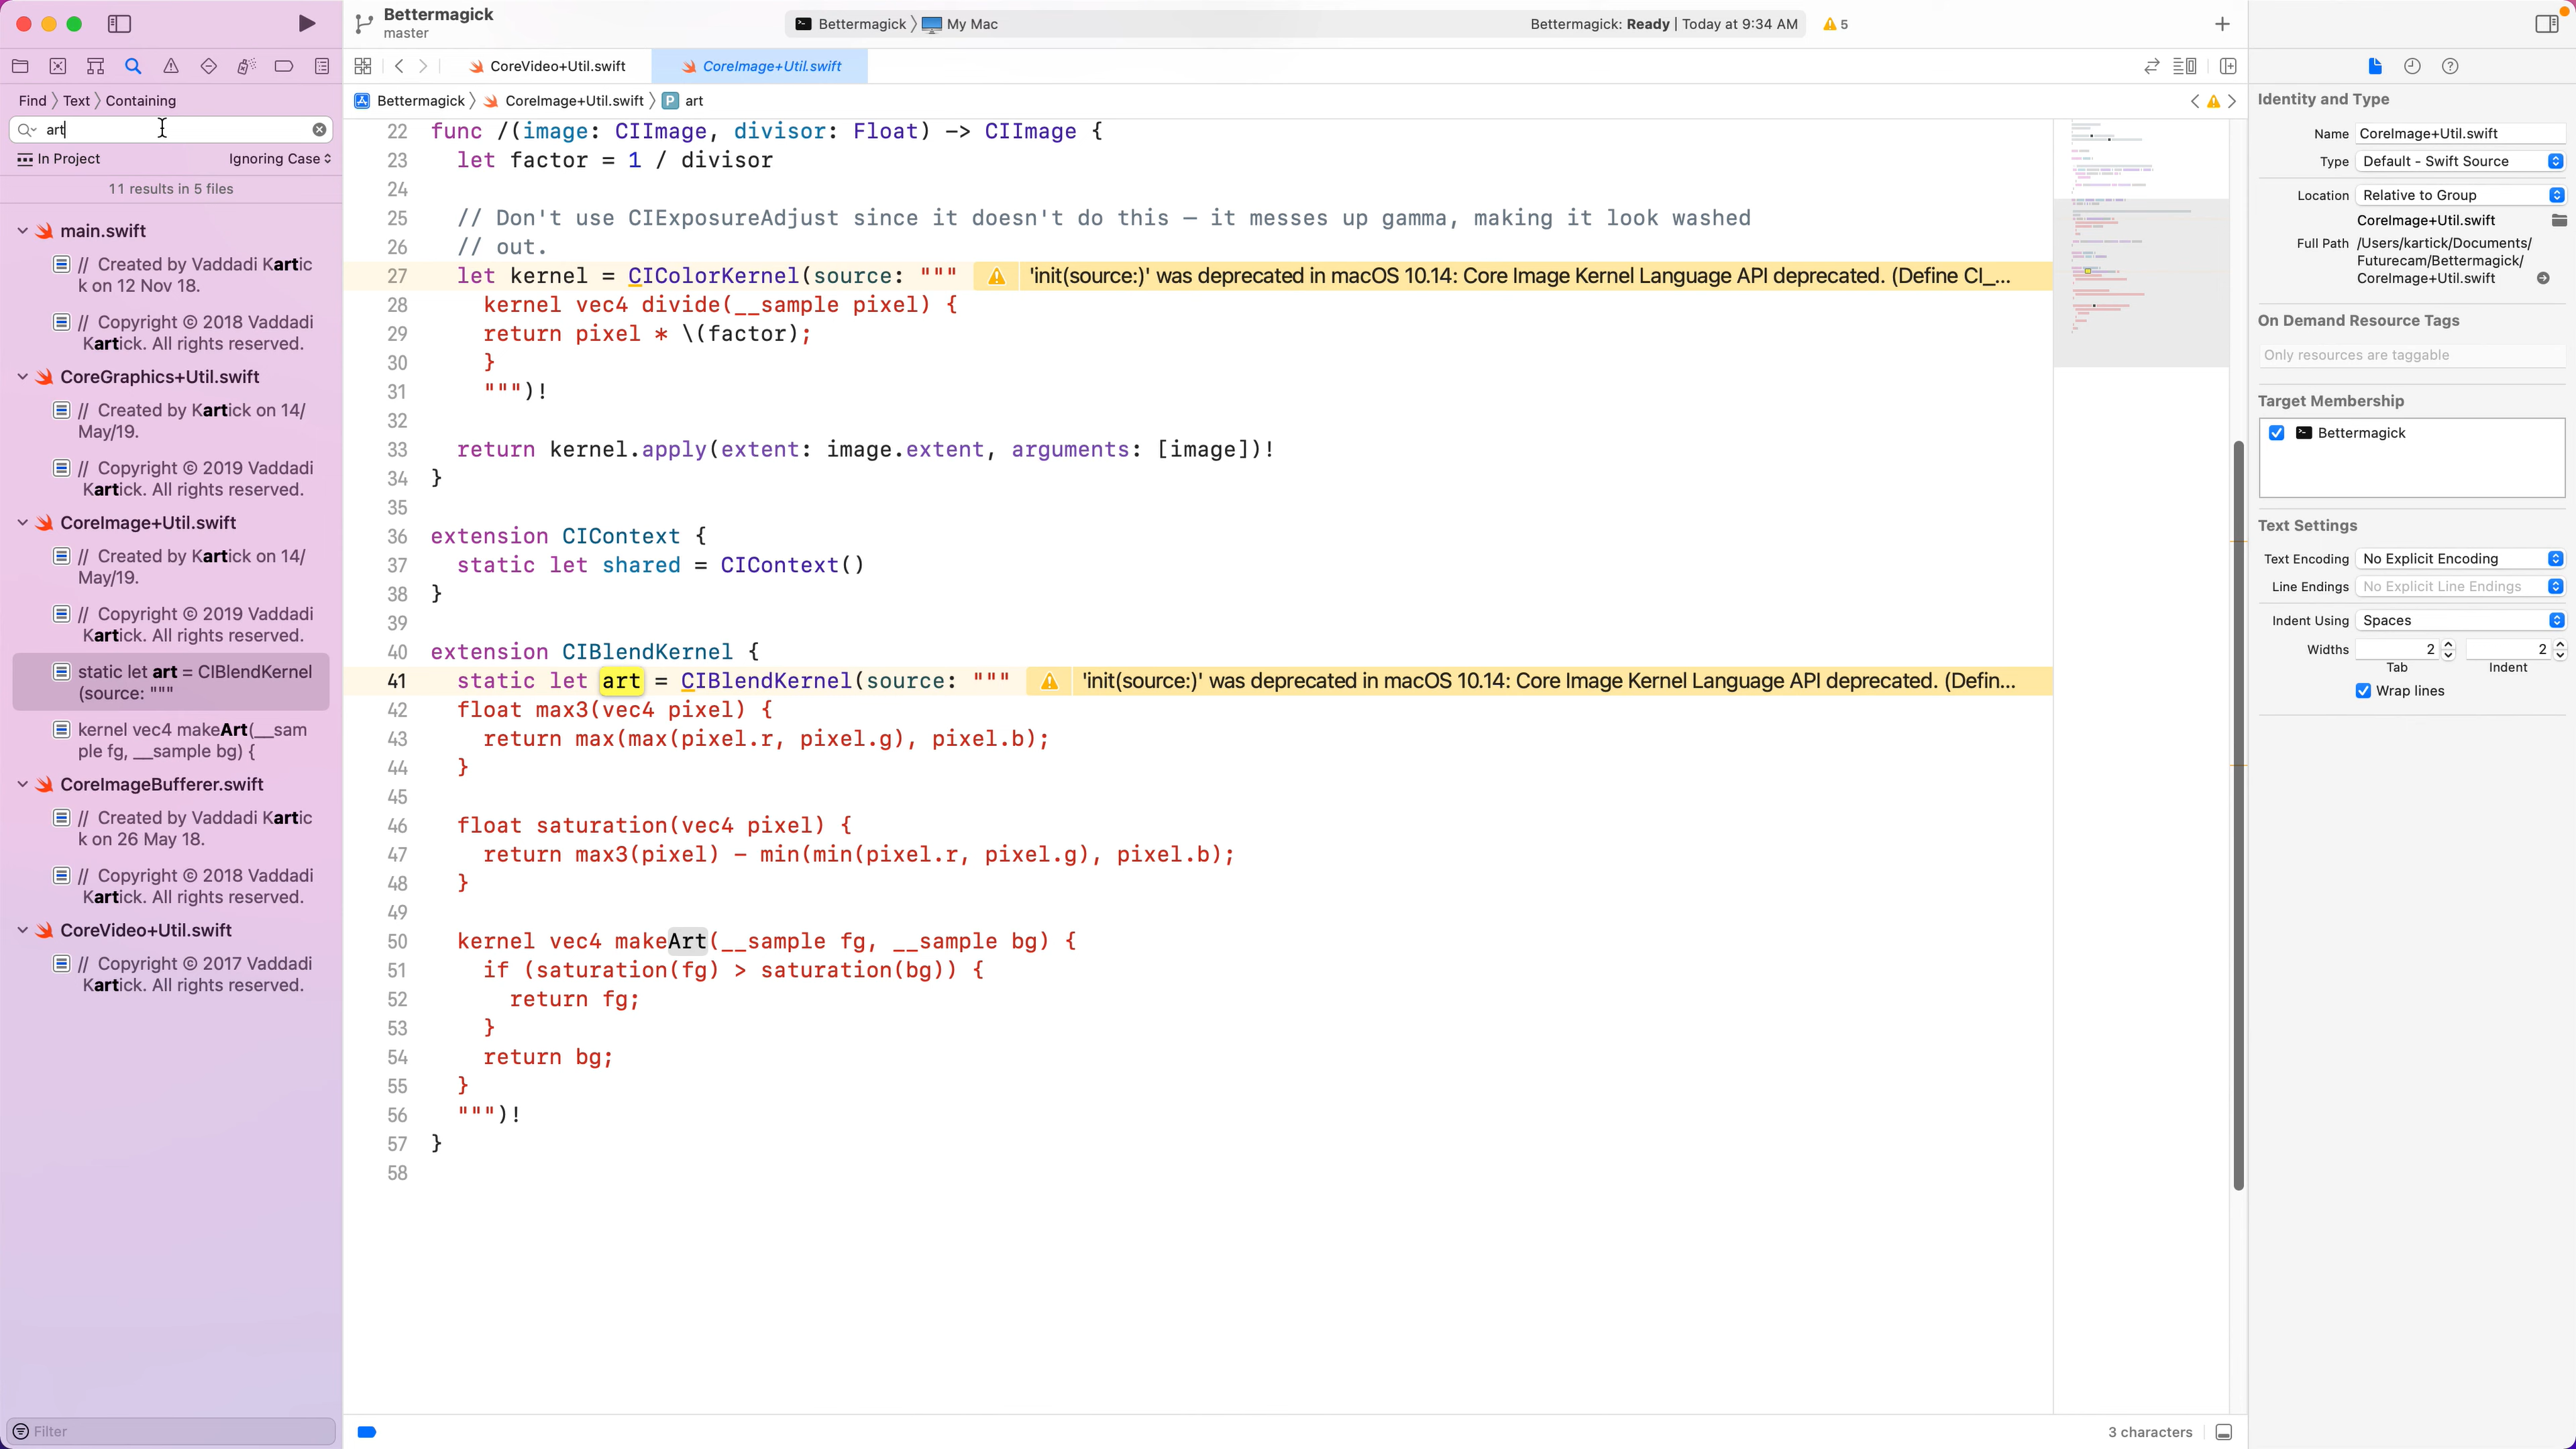 Bettermagick
master
Bettermagick
My Mac
Bettermagick: Ready | Today at 9:34 AM
5
CoreVideo+Util.swift
CoreImage+Util.swift
Find
Text
Containing
art
In Project
Ignoring Case
11 results in 5 files
main.swift
// Created by Vaddadi Kartic
k on 12 Nov 18.
// Copyright © 2018 Vaddadi
Kartick. All rights reserved.
CoreGraphics+Util.swift
// Created by Kartick on 14/
May/19.
// Copyright © 2019 Vaddadi
Kartick. All rights reserved.
CoreImage+Util.swift
// Created by Kartick on 14/
May/19.
// Copyright © 2019 Vaddadi
Kartick. All rights reserved.
static let art = CIBlendKernel
(source: """
kernel vec4 makeArt(__sam
ple fg, __sample bg) {
CoreImageBufferer.swift
// Created by Vaddadi Kartic
k on 26 May 18.
// Copyright © 2018 Vaddadi
Kartick. All rights reserved.
CoreVideo+Util.swift
// Copyright © 2017 Vaddadi
Kartick. All rights reserved.
Filter
Bettermagick
CoreImage+Util.swift
P art
22 func /(image: CIImage, divisor: Float) -> CIImage {
23 let factor = 1 / divisor
24
25 // Don't use CIExposureAdjust since it doesn't do this — it messes up gamma, making it look washed
26 // out.
27 let kernel = CIColorKernel(source: """ 'init(source:)' was deprecated in macOS 10.14: Core Image Kernel Language API deprecated. (Define CI_...
28 kernel vec4 divide(__sample pixel) {
29 return pixel * \(factor);
30 }
31 """)!
32
33 return kernel.apply(extent: image.extent, arguments: [image])!
34 }
35
36 extension CIContext {
37 static let shared = CIContext()
38 }
39
40 extension CIBlendKernel {
41 static let art = CIBlendKernel(source: """ 'init(source:)' was deprecated in macOS 10.14: Core Image Kernel Language API deprecated. (Defin...
42 float max3(vec4 pixel) {
43 return max(max(pixel.r, pixel.g), pixel.b);
44 }
45
46 float saturation(vec4 pixel) {
47 return max3(pixel) - min(min(pixel.r, pixel.g), pixel.b);
48 }
49
50 kernel vec4 makeArt(__sample fg, __sample bg) {
51 if (saturation(fg) > saturation(bg)) {
52 return fg;
53 }
54 return bg;
55 }
56 """)!
57 }
58
3 characters
Identity and Type
Name CoreImage+Util.swift
Type Default - Swift Source
Location Relative to Group
CoreImage+Util.swift
Full Path /Users/kartick/Documents/
Futurecam/Bettermagick/
CoreImage+Util.swift
On Demand Resource Tags
Only resources are taggable
Target Membership
Bettermagick
Text Settings
Text Encoding No Explicit Encoding
Line Endings No Explicit Line Endings
Indent Using Spaces
Widths 2 2
Tab Indent
Wrap lines